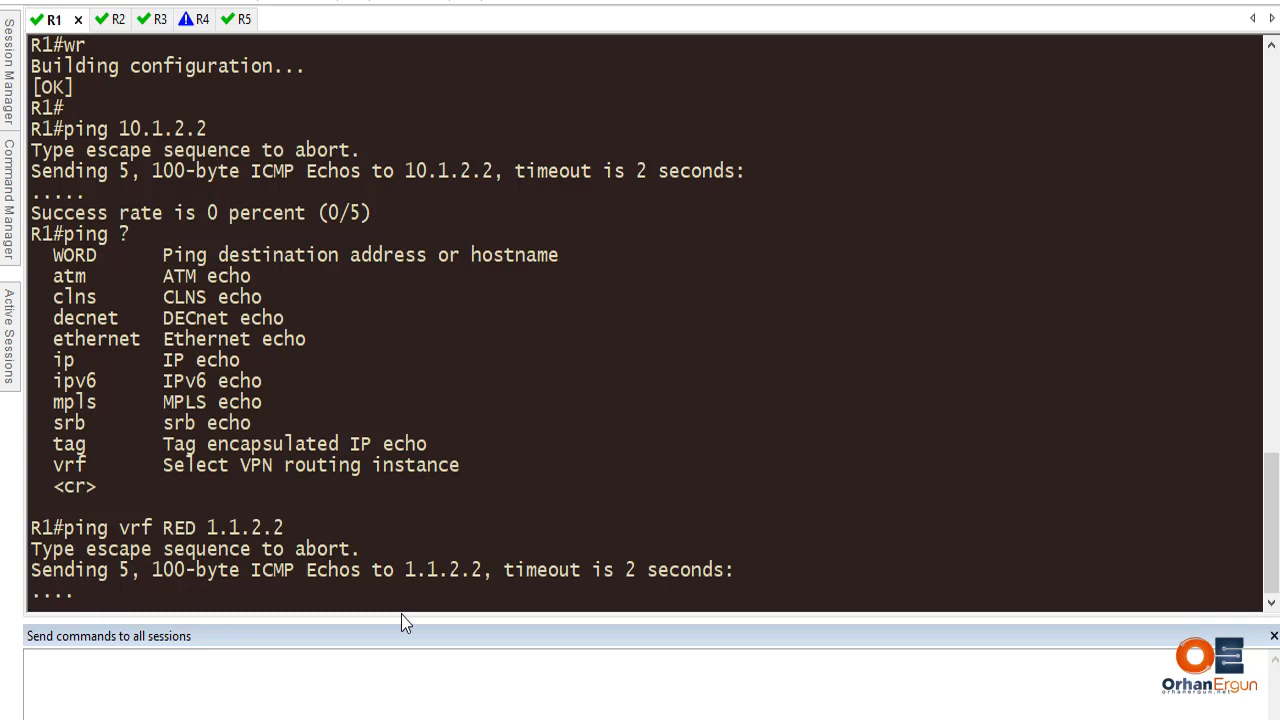 R1 × R2 R3 R4 R5
Session Manager
Command Manager
Active Sessions
R1#wr
Building configuration...
[OK]
R1#
R1#ping 10.1.2.2
Type escape sequence to abort.
Sending 5, 100-byte ICMP Echos to 10.1.2.2, timeout is 2 seconds:
.....
Success rate is 0 percent (0/5)
R1#ping ?
WORD Ping destination address or hostname
atm ATM echo
clns CLNS echo
decnet DECnet echo
ethernet Ethernet echo
ip IP echo
ipv6 IPv6 echo
mpls MPLS echo
srb srb echo
tag Tag encapsulated IP echo
vrf Select VPN routing instance
<cr>
R1#ping vrf RED 1.1.2.2
Type escape sequence to abort.
Sending 5, 100-byte ICMP Echos to 1.1.2.2, timeout is 2 seconds:
....
Send commands to all sessions
OrhanErgun
orhanergun.net